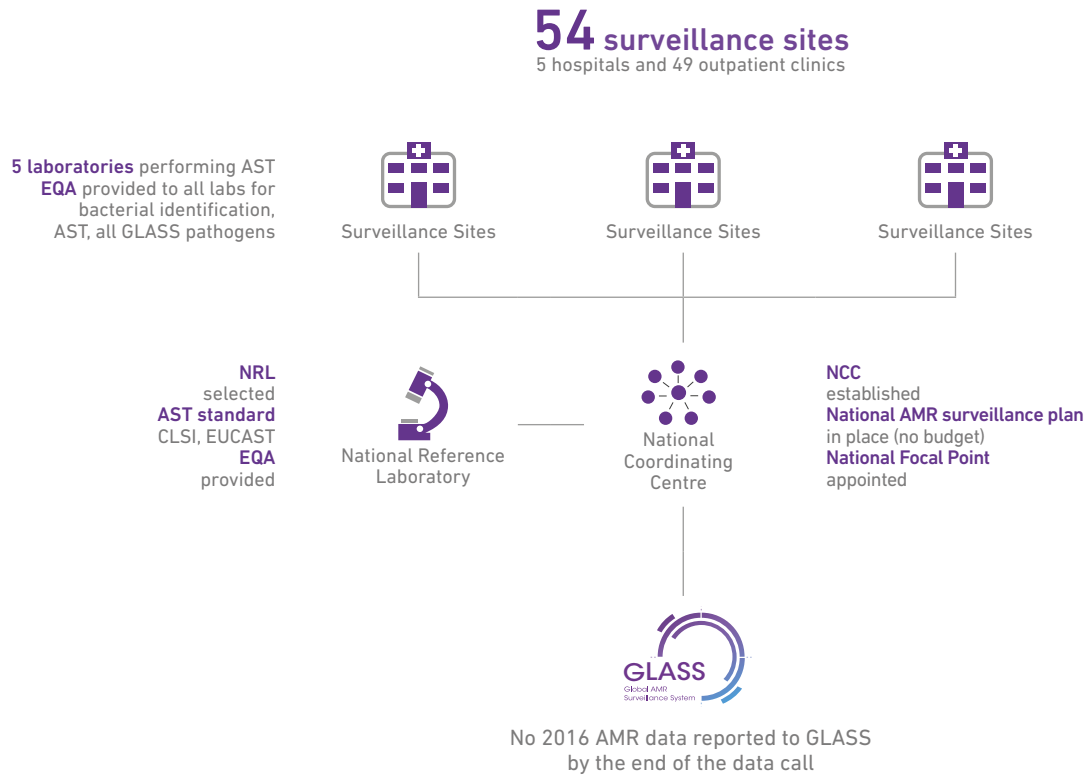 54 surveillance sites
5 hospitals and 49 outpatient clinics
5 laboratories performing AST
EQA provided to all labs for
bacterial identification,
AST, all GLASS pathogens
Surveillance Sites
Surveillance Sites
Surveillance Sites
NRL
selected
AST standard
CLSI, EUCAST
EQA
provided
National Reference
Laboratory
National
Coordinating
Centre
NCC
established
National AMR surveillance plan
in place (no budget)
National Focal Point
appointed
GLASS
Global AMR
Surveillance System
No 2016 AMR data reported to GLASS
by the end of the data call